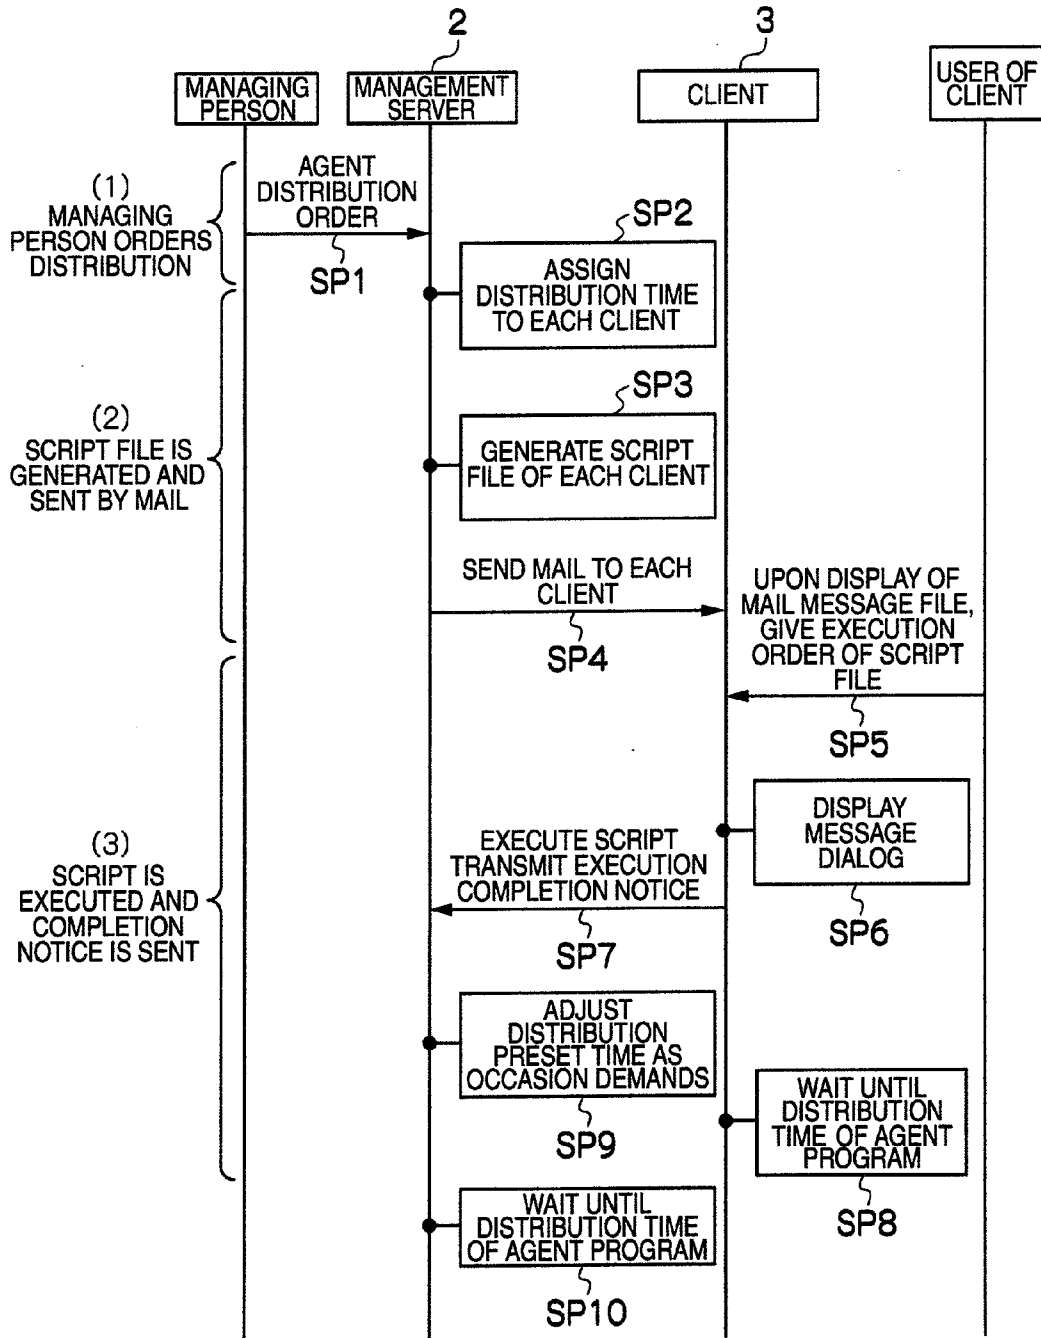 2
3
MANAGING
PERSON
MANAGEMENT
SERVER
CLIENT
USER OF
CLIENT
(1)
MANAGING
PERSON ORDERS
DISTRIBUTION
AGENT
DISTRIBUTION
ORDER
SP1
SP2
ASSIGN
DISTRIBUTION TIME
TO EACH CLIENT
(2)
SCRIPT FILE IS
GENERATED AND
SENT BY MAIL
SP3
GENERATE SCRIPT
FILE OF EACH CLIENT
SEND MAIL TO EACH
CLIENT
SP4
UPON DISPLAY OF
MAIL MESSAGE FILE,
GIVE EXECUTION
ORDER OF SCRIPT
FILE
SP5
(3)
SCRIPT IS
EXECUTED AND
COMPLETION
NOTICE IS SENT
DISPLAY
MESSAGE
DIALOG
SP6
EXECUTE SCRIPT
TRANSMIT EXECUTION
COMPLETION NOTICE
SP7
ADJUST
DISTRIBUTION
PRESET TIME AS
OCCASION DEMANDS
SP9
WAIT UNTIL
DISTRIBUTION
TIME OF AGENT
PROGRAM
SP8
WAIT UNTIL
DISTRIBUTION TIME
OF AGENT PROGRAM
SP10